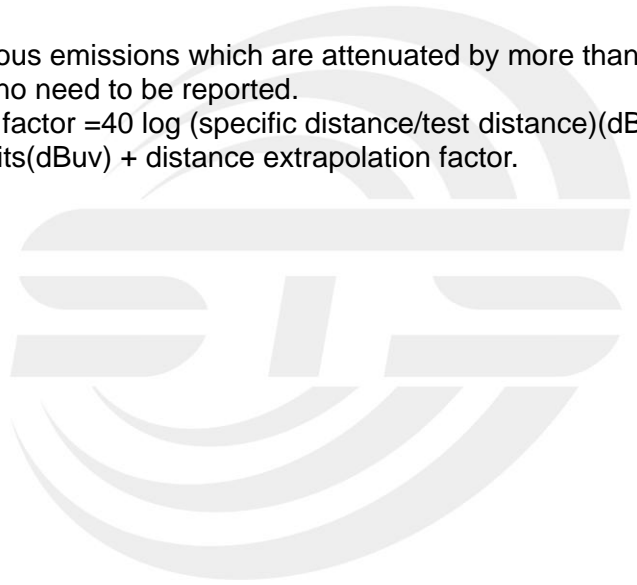 ous emissions which are attenuated by more than
no need to be reported.
factor =40 log (specific distance/test distance)(dB
its(dBuv) + distance extrapolation factor.
STS